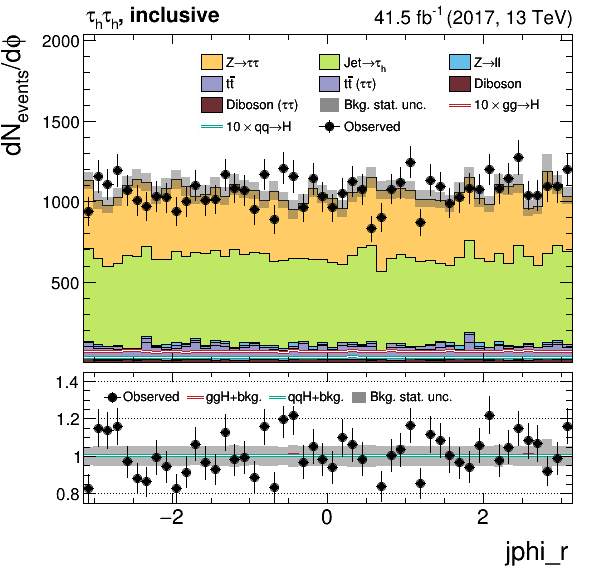 τhτh, inclusive 41.5 fb⁻¹ (2017, 13 TeV)
dNevents/dϕ
2000
1500
1000
500
Z→ττ Jet→τh Z→ll
tt̄ tt̄ (ττ) Diboson
Diboson (ττ) Bkg. stat. unc. 10 × gg→H
10 × qq→H Observed
1.4
1.2
1
0.8
Observed ggH+bkg. qqH+bkg. Bkg. stat. unc.
−2 0 2
jphi_r